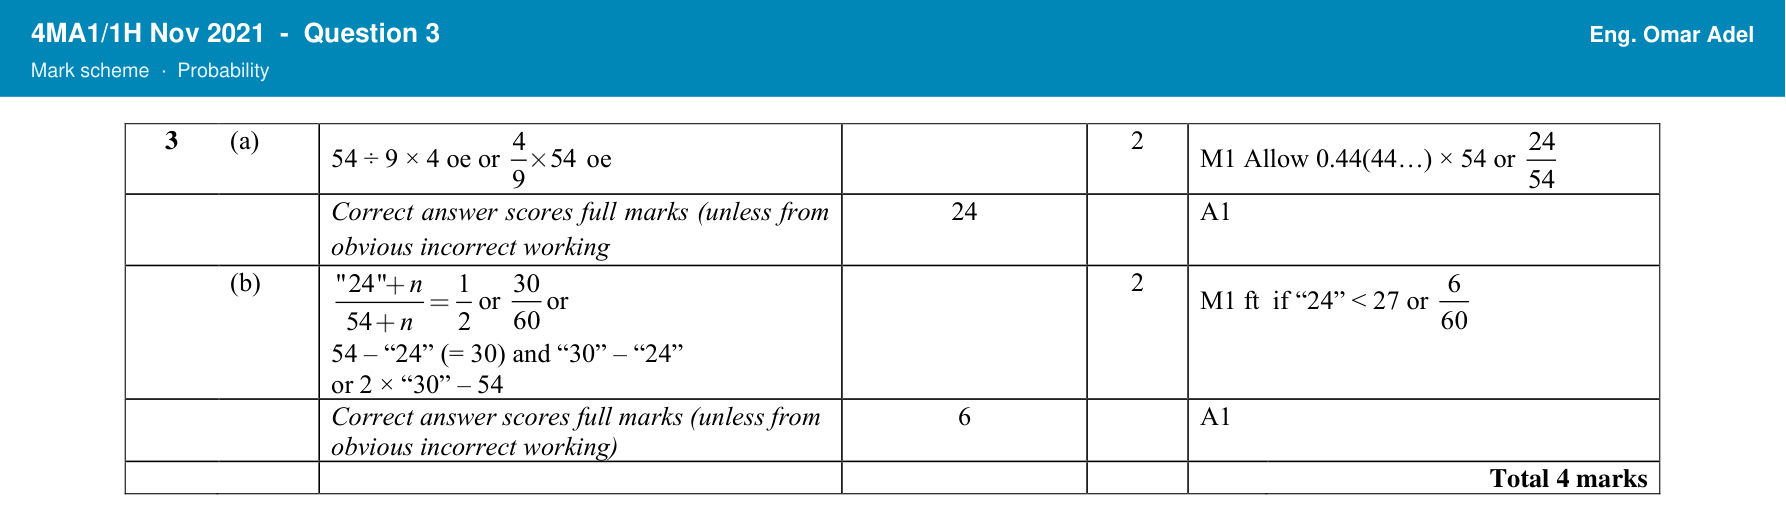 4MA1/1H Nov 2021 - Question 3
Eng. Omar Adel
Mark scheme · Probability
3 (a) 54 ÷ 9 × 4 oe or 4/9 × 54 oe 2 M1 Allow 0.44(44…) × 54 or 24/54
Correct answer scores full marks (unless from 24 A1
obvious incorrect working
(b) "24"+ n / 54 + n = 1/2 or 30/60 or 2 M1 ft if “24” < 27 or 6/60
54 – “24” (= 30) and “30” – “24”
or 2 × “30” – 54
Correct answer scores full marks (unless from 6 A1
obvious incorrect working)
Total 4 marks